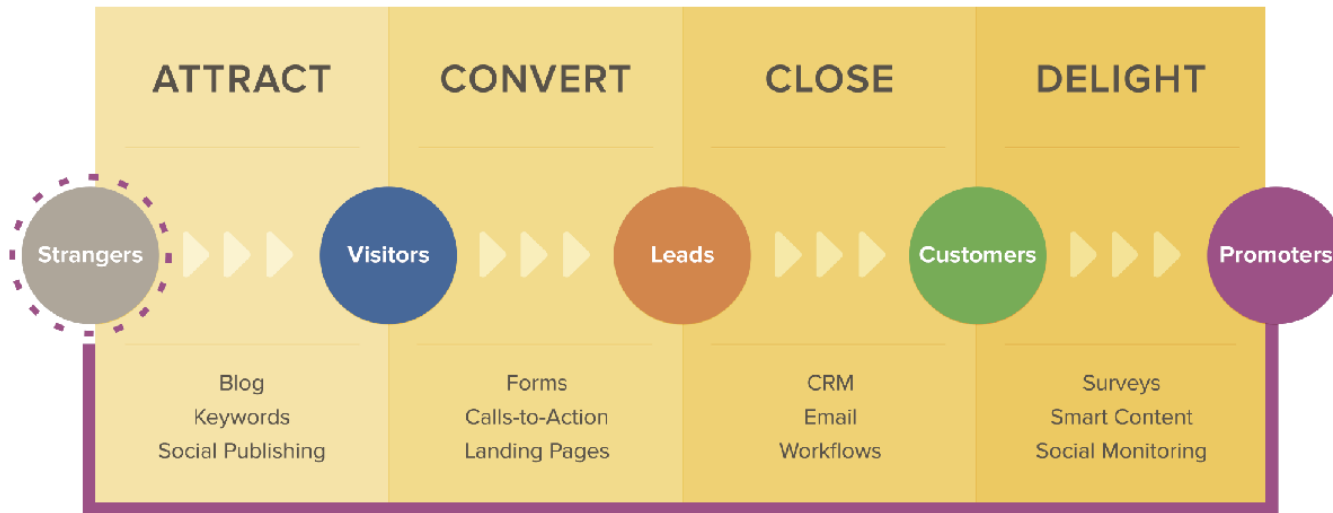 ATTRACT
CONVERT
CLOSE
DELIGHT
Strangers
Visitors
Leads
Customers
Promoters
Blog
Keywords
Social Publishing
Forms
Calls-to-Action
Landing Pages
CRM
Email
Workflows
Surveys
Smart Content
Social Monitoring